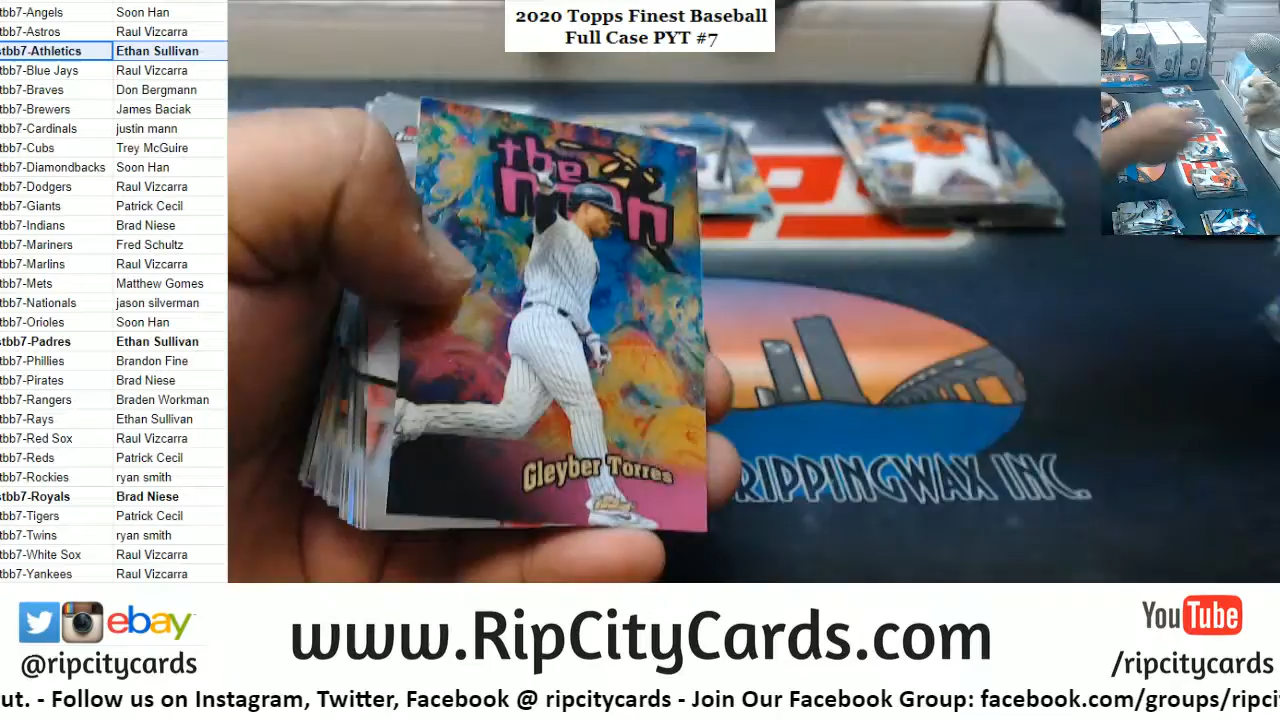 tbb7-Angels Soon Han
tbb7-Astros Raul Vizcarra
stbb7-Athletics Ethan Sullivan
tbb7-Blue Jays Raul Vizcarra
tbb7-Braves Don Bergmann
tbb7-Brewers James Baciak
tbb7-Cardinals justin mann
tbb7-Cubs Trey McGuire
tbb7-Diamondbacks Soon Han
tbb7-Dodgers Raul Vizcarra
tbb7-Giants Patrick Cecil
tbb7-Indians Brad Niese
tbb7-Mariners Fred Schultz
tbb7-Marlins Raul Vizcarra
tbb7-Mets Matthew Gomes
tbb7-Nationals jason silverman
tbb7-Orioles Soon Han
stbb7-Padres Ethan Sullivan
tbb7-Phillies Brandon Fine
tbb7-Pirates Brad Niese
tbb7-Rangers Braden Workman
tbb7-Rays Ethan Sullivan
tbb7-Red Sox Raul Vizcarra
tbb7-Reds Patrick Cecil
tbb7-Rockies ryan smith
stbb7-Royals Brad Niese
tbb7-Tigers Patrick Cecil
tbb7-Twins ryan smith
tbb7-White Sox Raul Vizcarra
tbb7-Yankees Raul Vizcarra
2020 Topps Finest Baseball
Full Case PYT #7
the
man
Gleyber Torres
RIPPINGWAX INC.
ebay
@ripcitycards
www.RipCityCards.com
YouTube
/ripcitycards
ut. - Follow us on Instagram, Twitter, Facebook @ ripcitycards - Join Our Facebook Group: facebook.com/groups/ripci